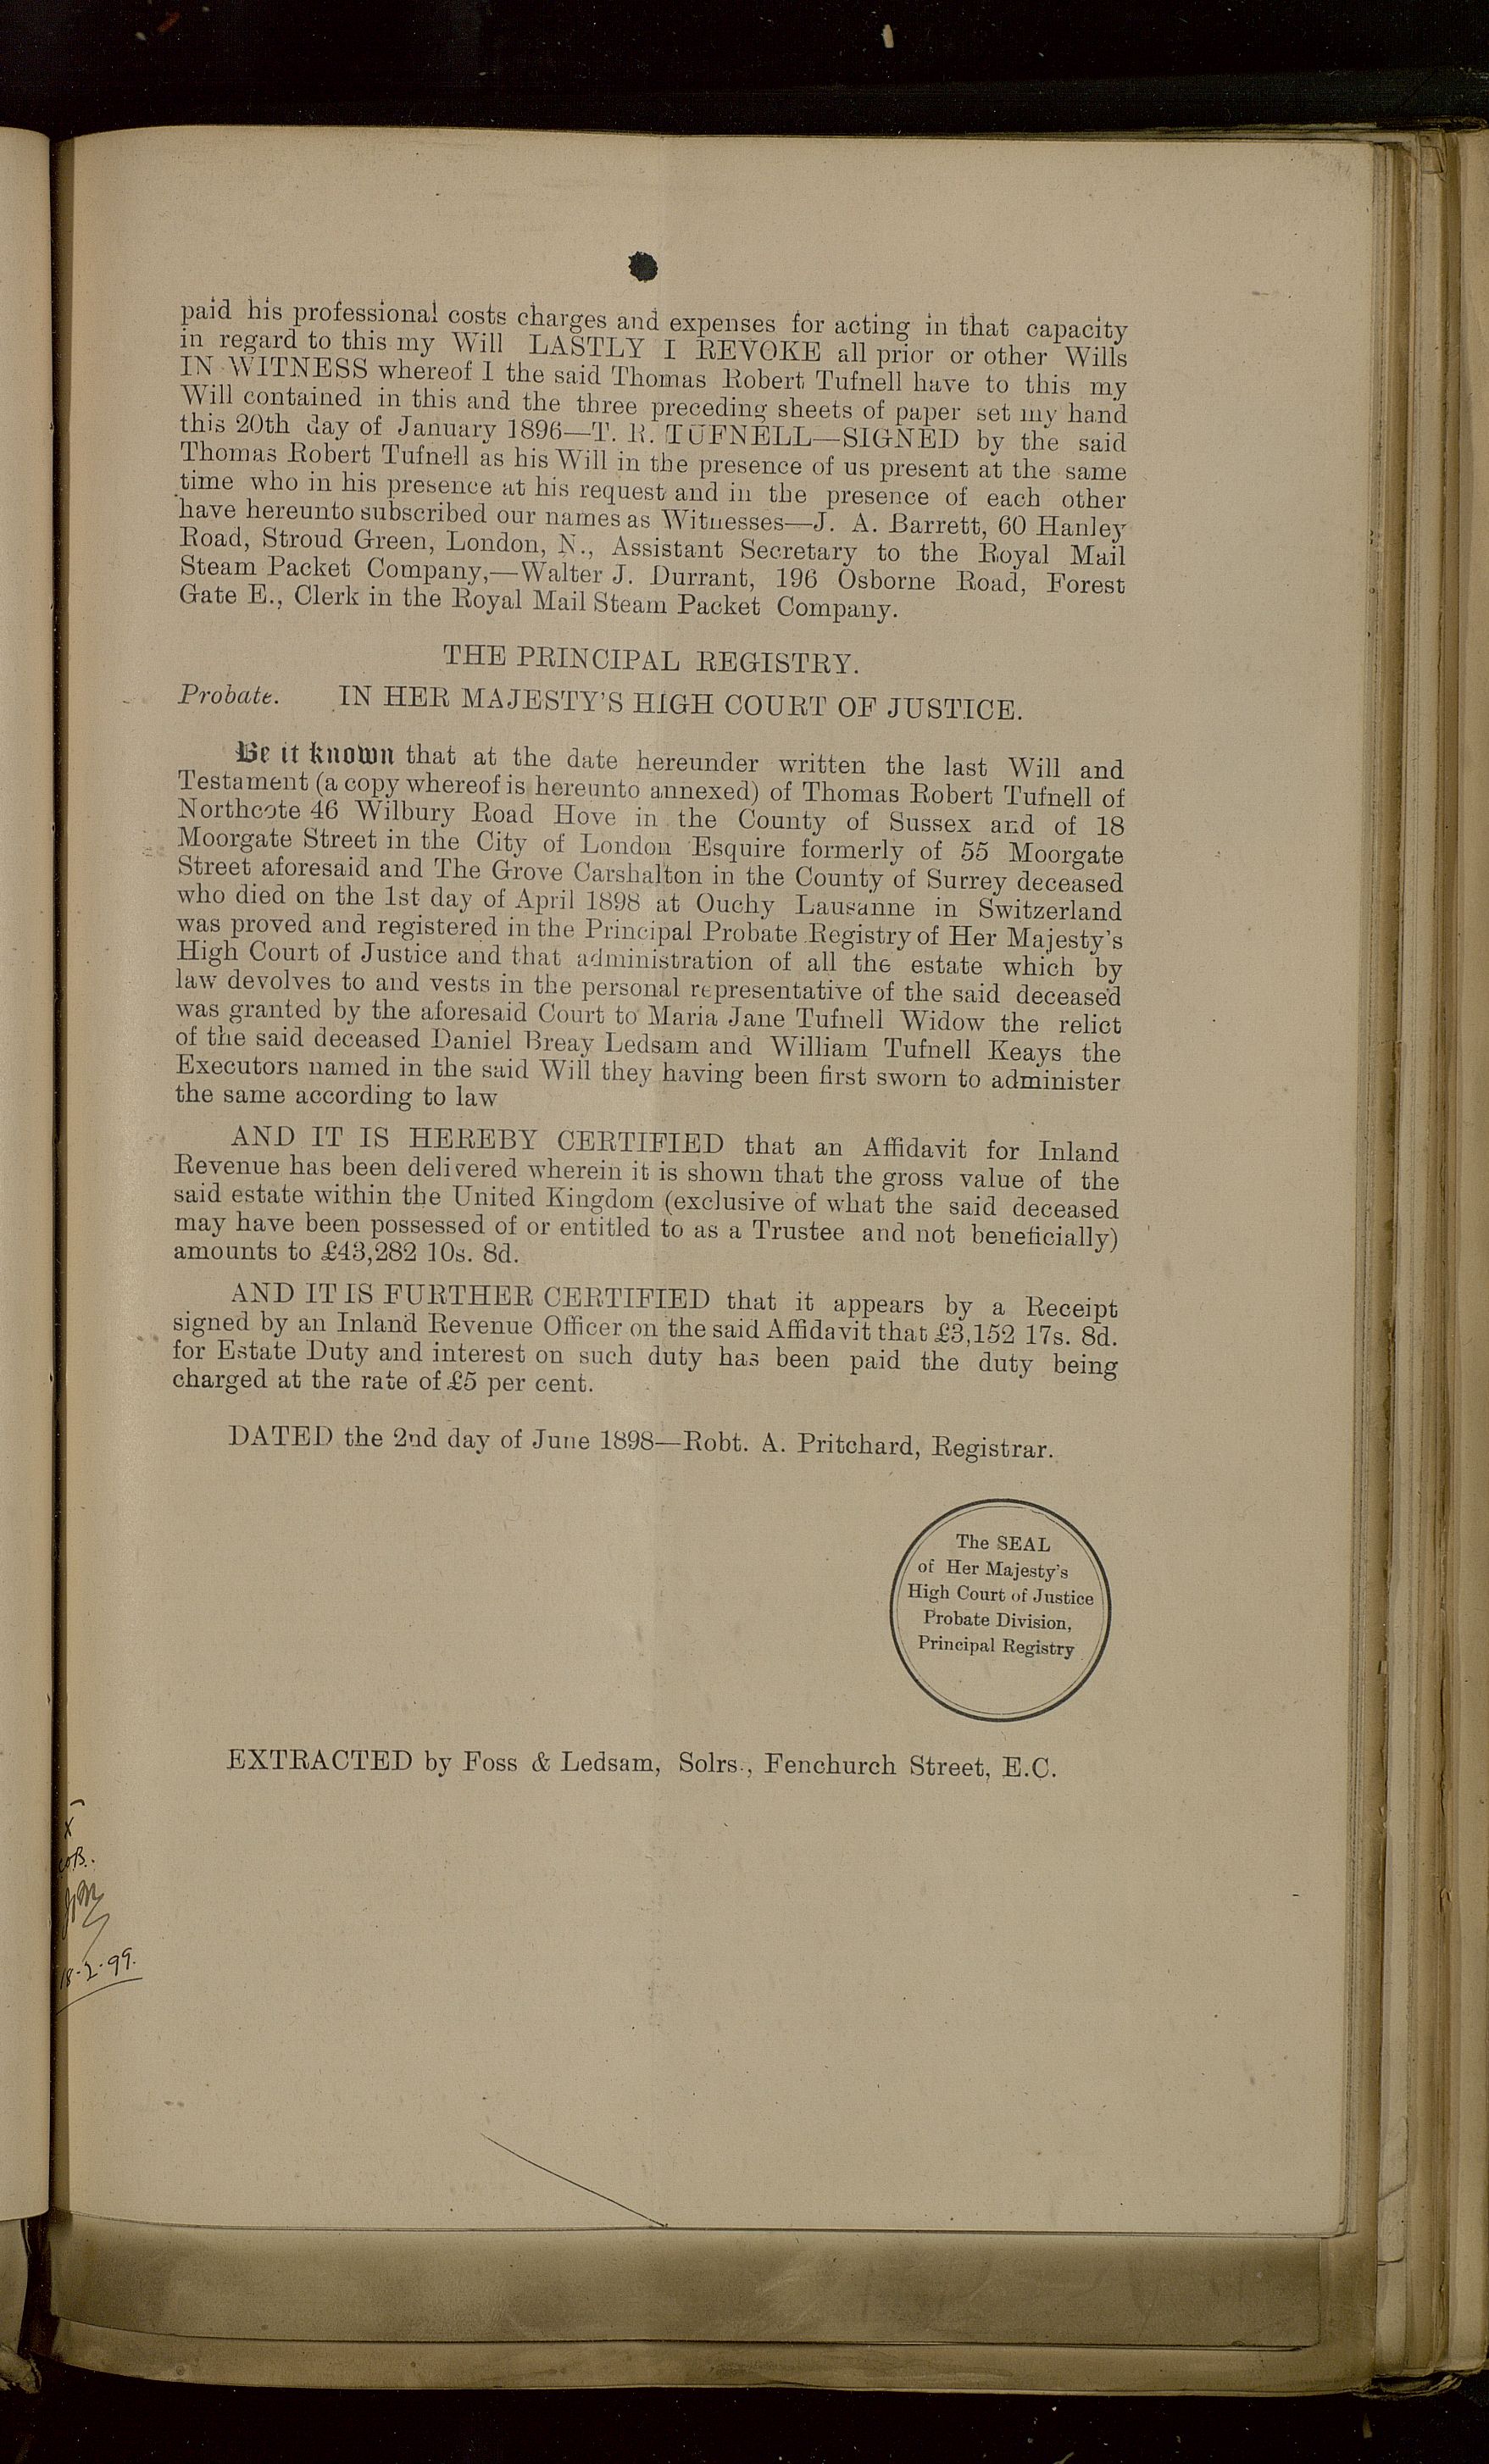 paid his professional costs charges and expenses for acting in that capacity
in regard to this my Will LASTLY I REVOKE all prior or other Wills
IN WITNESS whereof I the said Thomas Robert Tufnell have to this my
Will contained in this and the three preceding sheets of paper set my hand
this 20th day of January 1896—T. R. TUFNELL—SIGNED by the said
Thomas Robert Tufnell as his Will in the presence of us present at the same
time who in his presence at his request and in the presence of each other
have hereunto subscribed our names as Witnesses—J. A. Barrett, 60 Hanley
Road, Stroud Green, London, N., Assistant Secretary to the Royal Mail
Steam Packet Company,—Walter J. Durrant, 196 Osborne Road, Forest
Gate E., Clerk in the Royal Mail Steam Packet Company.
THE PRINCIPAL REGISTRY.
Probate. IN HER MAJESTY'S HIGH COURT OF JUSTICE.
Be it known that at the date hereunder written the last Will and
Testament (a copy whereof is hereunto annexed) of Thomas Robert Tufnell of
Northcote 46 Wilbury Road Hove in the County of Sussex and of 18
Moorgate Street in the City of London Esquire formerly of 55 Moorgate
Street aforesaid and The Grove Carshalton in the County of Surrey deceased
who died on the 1st day of April 1898 at Ouchy Lausanne in Switzerland
was proved and registered in the Principal Probate Registry of Her Majesty's
High Court of Justice and that administration of all the estate which by
law devolves to and vests in the personal representative of the said deceased
was granted by the aforesaid Court to Maria Jane Tufnell Widow the relict
of the said deceased Daniel Breay Ledsam and William Tufnell Keays the
Executors named in the said Will they having been first sworn to administer
the same according to law
AND IT IS HEREBY CERTIFIED that an Affidavit for Inland
Revenue has been delivered wherein it is shown that the gross value of the
said estate within the United Kingdom (exclusive of what the said deceased
may have been possessed of or entitled to as a Trustee and not beneficially)
amounts to £43,282 10s. 8d.
AND IT IS FURTHER CERTIFIED that it appears by a Receipt
signed by an Inland Revenue Officer on the said Affidavit that £3,152 17s. 8d.
for Estate Duty and interest on such duty has been paid the duty being
charged at the rate of £5 per cent.
DATED the 2nd day of June 1898—Robt. A. Pritchard, Registrar.
The SEAL
of Her Majesty's
High Court of Justice
Probate Division,
Principal Registry
EXTRACTED by Foss & Ledsam, Solrs., Fenchurch Street, E.C.
x
18-2-99.